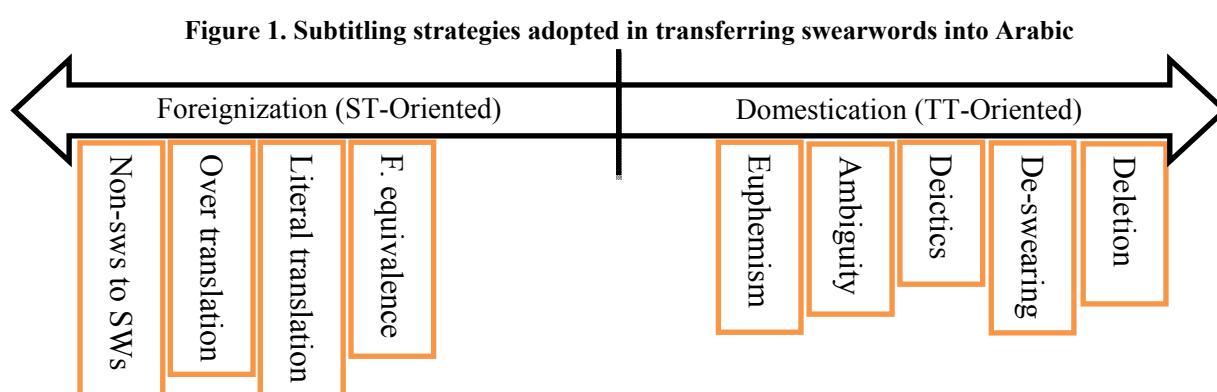 Figure 1. Subtitling strategies adopted in transferring swearwords into Arabic
Foreignization (ST-Oriented)
Domestication (TT-Oriented)
Non-sws to SWs
Over translation
Literal translation
F. equivalence
Euphemism
Ambiguity
Deictics
De-swearing
Deletion